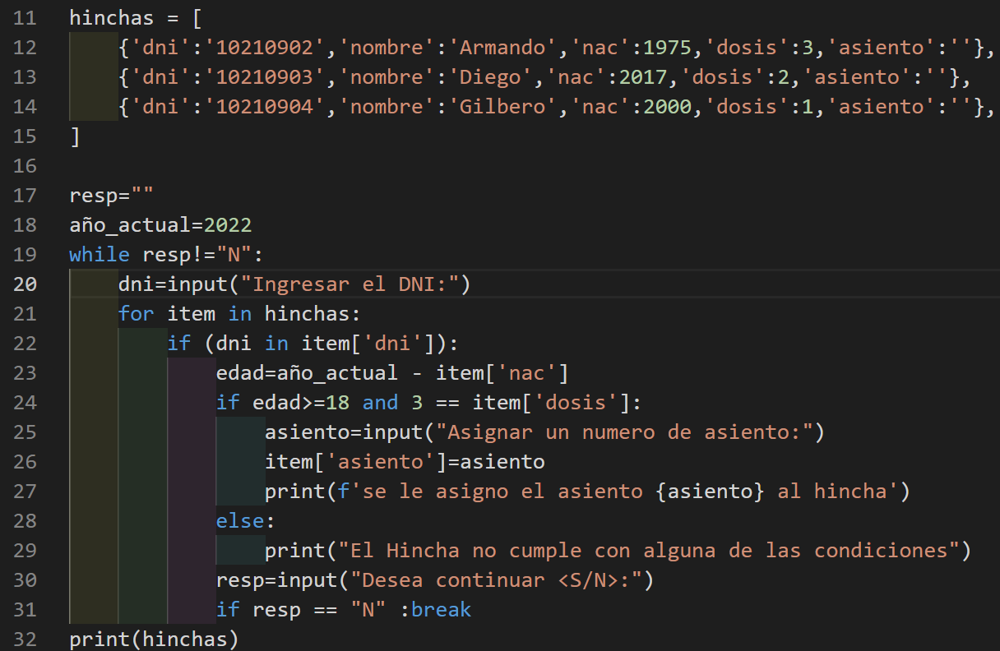 11 hinchas = [
12     {'dni':'10210902','nombre':'Armando','nac':1975,'dosis':3,'asiento':''},
13     {'dni':'10210903','nombre':'Diego','nac':2017,'dosis':2,'asiento':''},
14     {'dni':'10210904','nombre':'Gilbero','nac':2000,'dosis':1,'asiento':''},
15 ]
16
17 resp=""
18 año_actual=2022
19 while resp!="N":
20     dni=input("Ingresar el DNI:")
21     for item in hinchas:
22         if (dni in item['dni']):
23             edad=año_actual - item['nac']
24             if edad>=18 and 3 == item['dosis']:
25                 asiento=input("Asignar un numero de asiento:")
26                 item['asiento']=asiento
27                 print(f'se le asigno el asiento {asiento} al hincha')
28             else:
29                 print("El Hincha no cumple con alguna de las condiciones")
30             resp=input("Desea continuar <S/N>:")
31             if resp == "N" :break
32 print(hinchas)